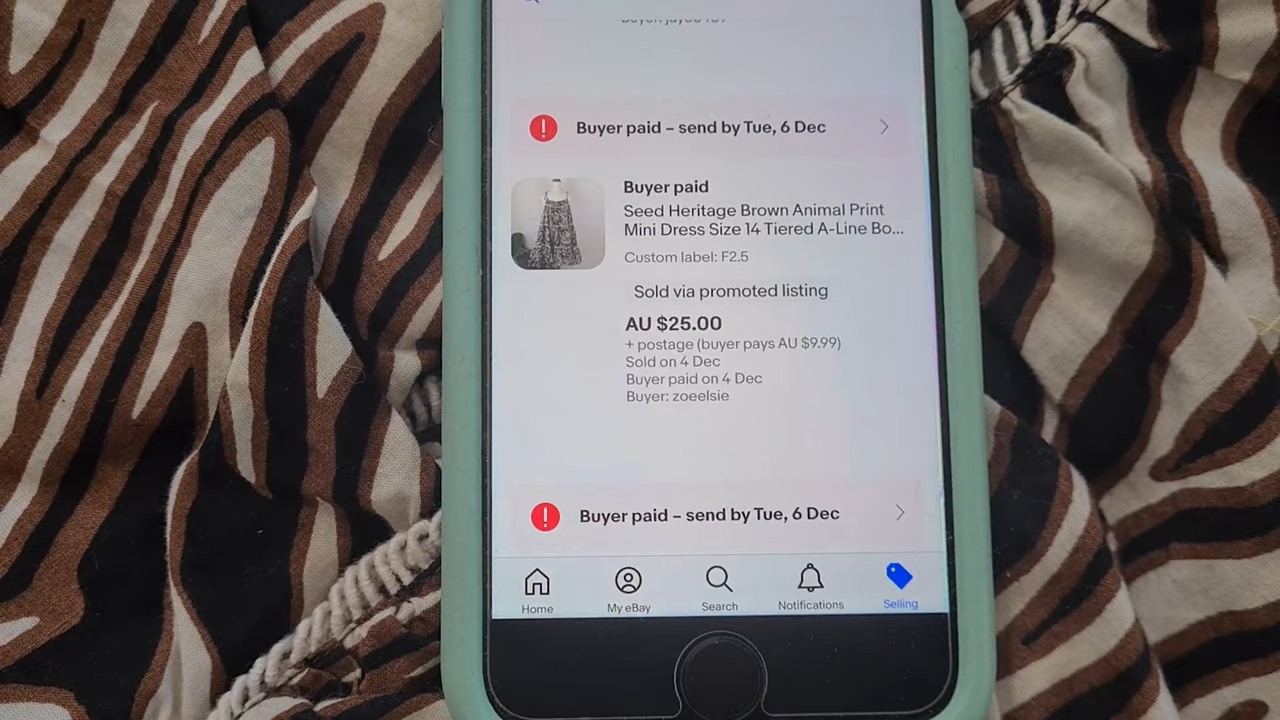 Buyer paid – send by Tue, 6 Dec
Buyer paid
Seed Heritage Brown Animal Print
Mini Dress Size 14 Tiered A-Line Bo...
Custom label: F2.5
Sold via promoted listing
AU $25.00
+ postage (buyer pays AU $9.99)
Sold on 4 Dec
Buyer paid on 4 Dec
Buyer: zoeelsie
Buyer paid – send by Tue, 6 Dec
Home
My eBay
Search
Notifications
Selling